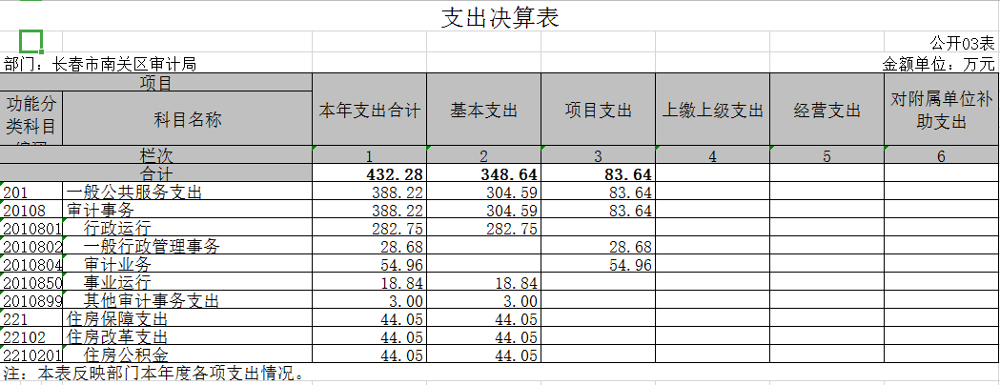 支出决算表
公开03表
部门：长春市南关区审计局 金额单位：万元
项目 本年支出合计 基本支出 项目支出 上缴上级支出 经营支出 对附属单位补助支出
功能分类科目 科目名称
栏次 1 2 3 4 5 6
合计 432.28 348.64 83.64
201 一般公共服务支出 388.22 304.59 83.64
20108 审计事务 388.22 304.59 83.64
2010801 行政运行 282.75 282.75
2010802 一般行政管理事务 28.68 28.68
2010804 审计业务 54.96 54.96
2010850 事业运行 18.84 18.84
2010899 其他审计事务支出 3.00 3.00
221 住房保障支出 44.05 44.05
22102 住房改革支出 44.05 44.05
2210201 住房公积金 44.05 44.05
注：本表反映部门本年度各项支出情况。